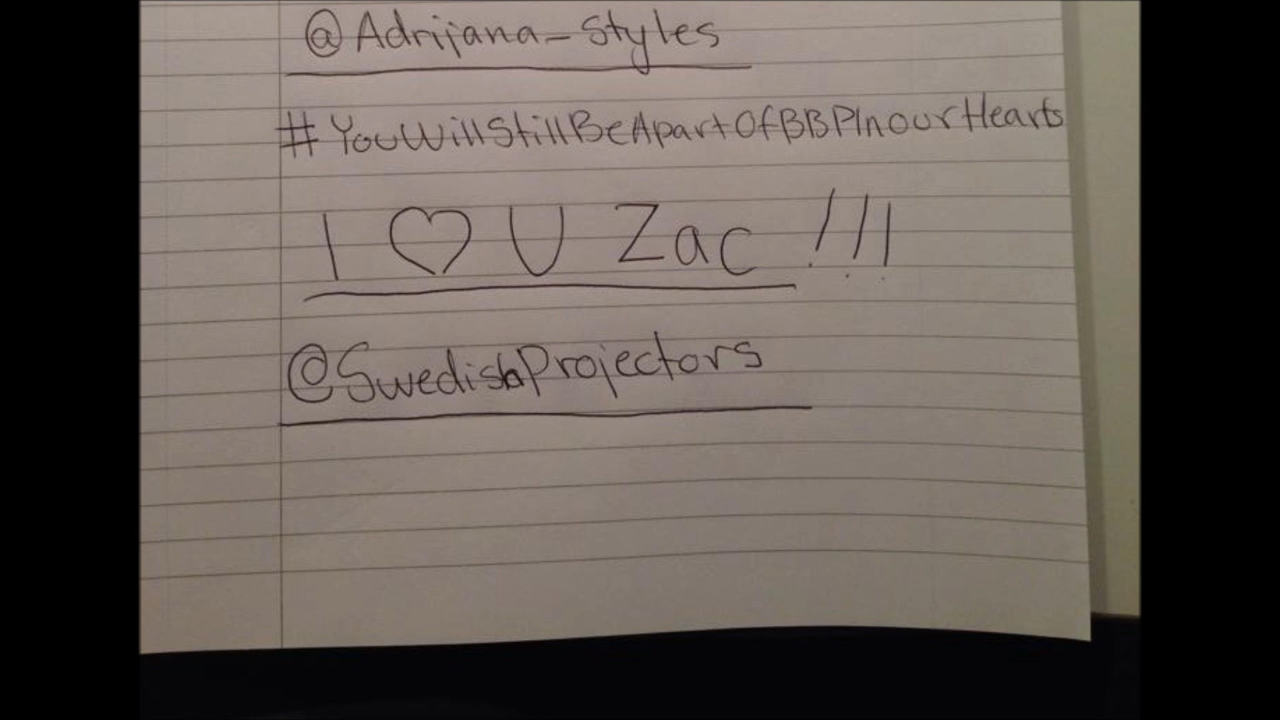 @Adrijana_Styles
#YouWillStillBeApartOfBBPInourHearts
I ♡ U Zac !!!
@SwedishProjectors